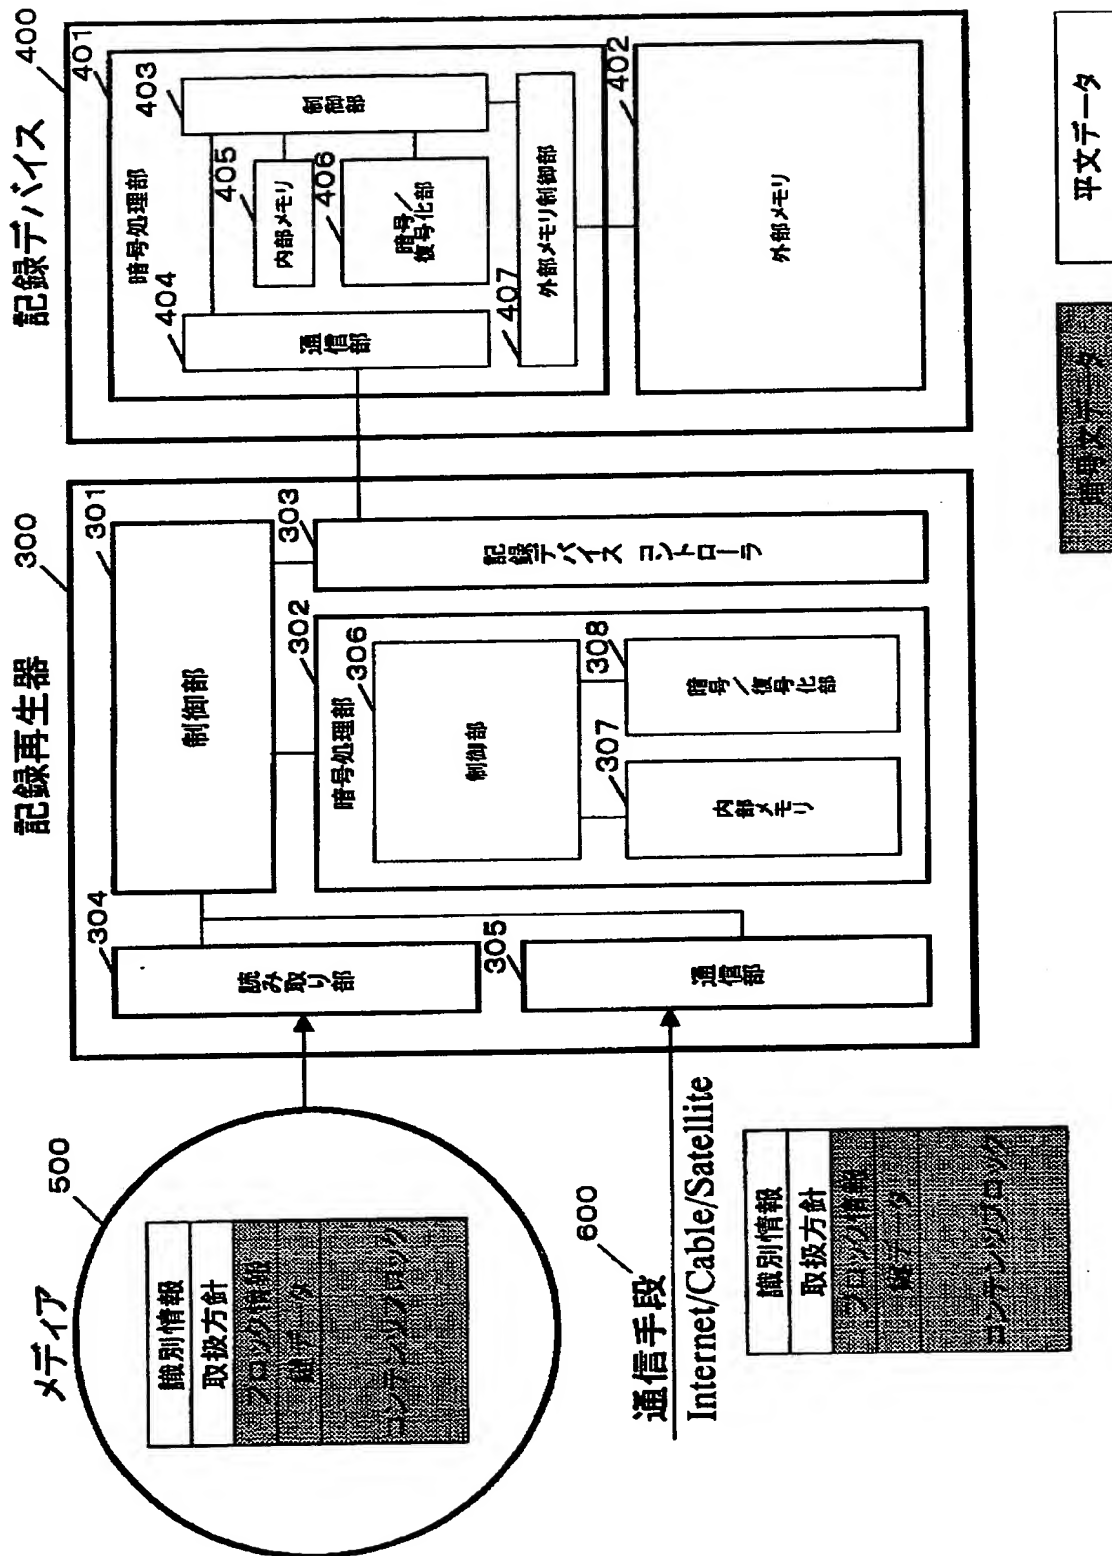 メディア
500
識別情報
取扱方針
ブロック情報
鍵データ
コンテンツブロック
通信手段
600
Internet/Cable/Satellite
識別情報
取扱方針
ブロック情報
鍵データ
コンテンツブロック
記録再生器
300
制御部
301
読み取り部
304
通信部
305
暗号処理部
302
制御部
306
内部メモリ
307
暗号/復号化部
308
記録デバイス コントローラ
303
記録デバイス
400
暗号処理部
401
通信部
404
制御部
403
内部メモリ
405
暗号/
復号化部
406
外部メモリ制御部
407
外部メモリ
402
暗号文データ
平文データ